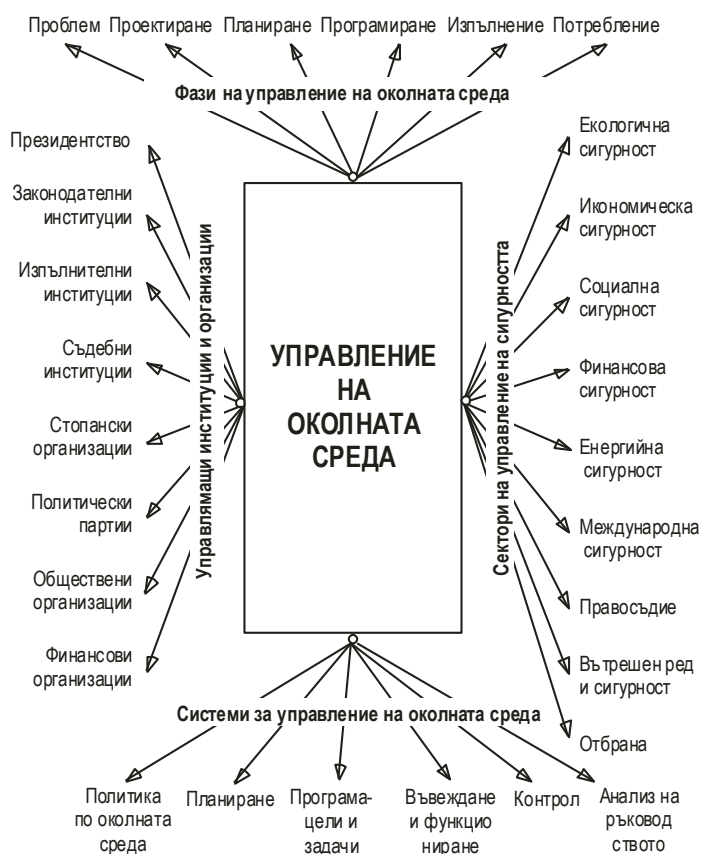 Проблем Проектиране Планиране Програмиране Изпълнение Потребление
Фази на управление на околната среда
Президентство
Законодателни
институции
Изпълнителни
институции
Съдебни
институции
Стопански
организации
Политически
партии
Обществени
организации
Финансови
организации
Управлямащи институции и организации
УПРАВЛЕНИЕ
НА
ОКОЛНАТА
СРЕДА
Сектори на управление на сигурността
Екологична
сигурност
Икономическа
сигурност
Социална
сигурност
Финансова
сигурност
Енергийна
сигурност
Международна
сигурност
Правосъдие
Вътрешен ред
и сигурност
Отбрана
Системи за управление на околната среда
Политика
по околната
среда
Планиране
Програма-
цели и
задачи
Въвеждане
и функцио
ниране
Контрол
Анализ на
ръковод
ството